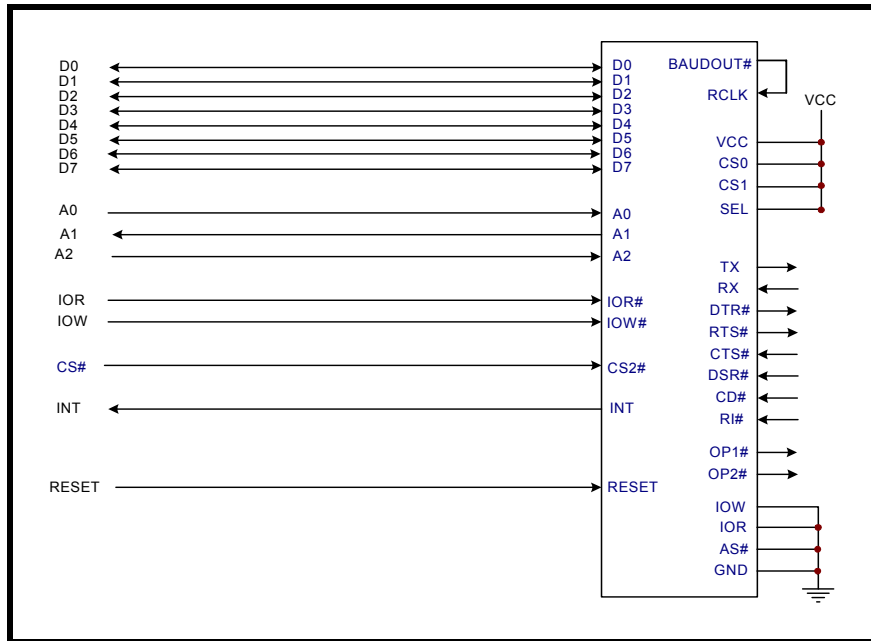 D0 D0 BAUDOUT#
D1 D1
D2 D2 RCLK
D3 D3 VCC
D4 D4
D5 D5 VCC
D6 D6 CS0
D7 D7
CS1
A0 A0 SEL
A1 A1
A2 A2
TX
RX
IOR IOR# DTR#
IOW IOW# RTS#
CTS#
CS# CS2# DSR#
CD#
INT INT RI#
OP1#
OP2#
RESET RESET
IOW
IOR
AS#
GND